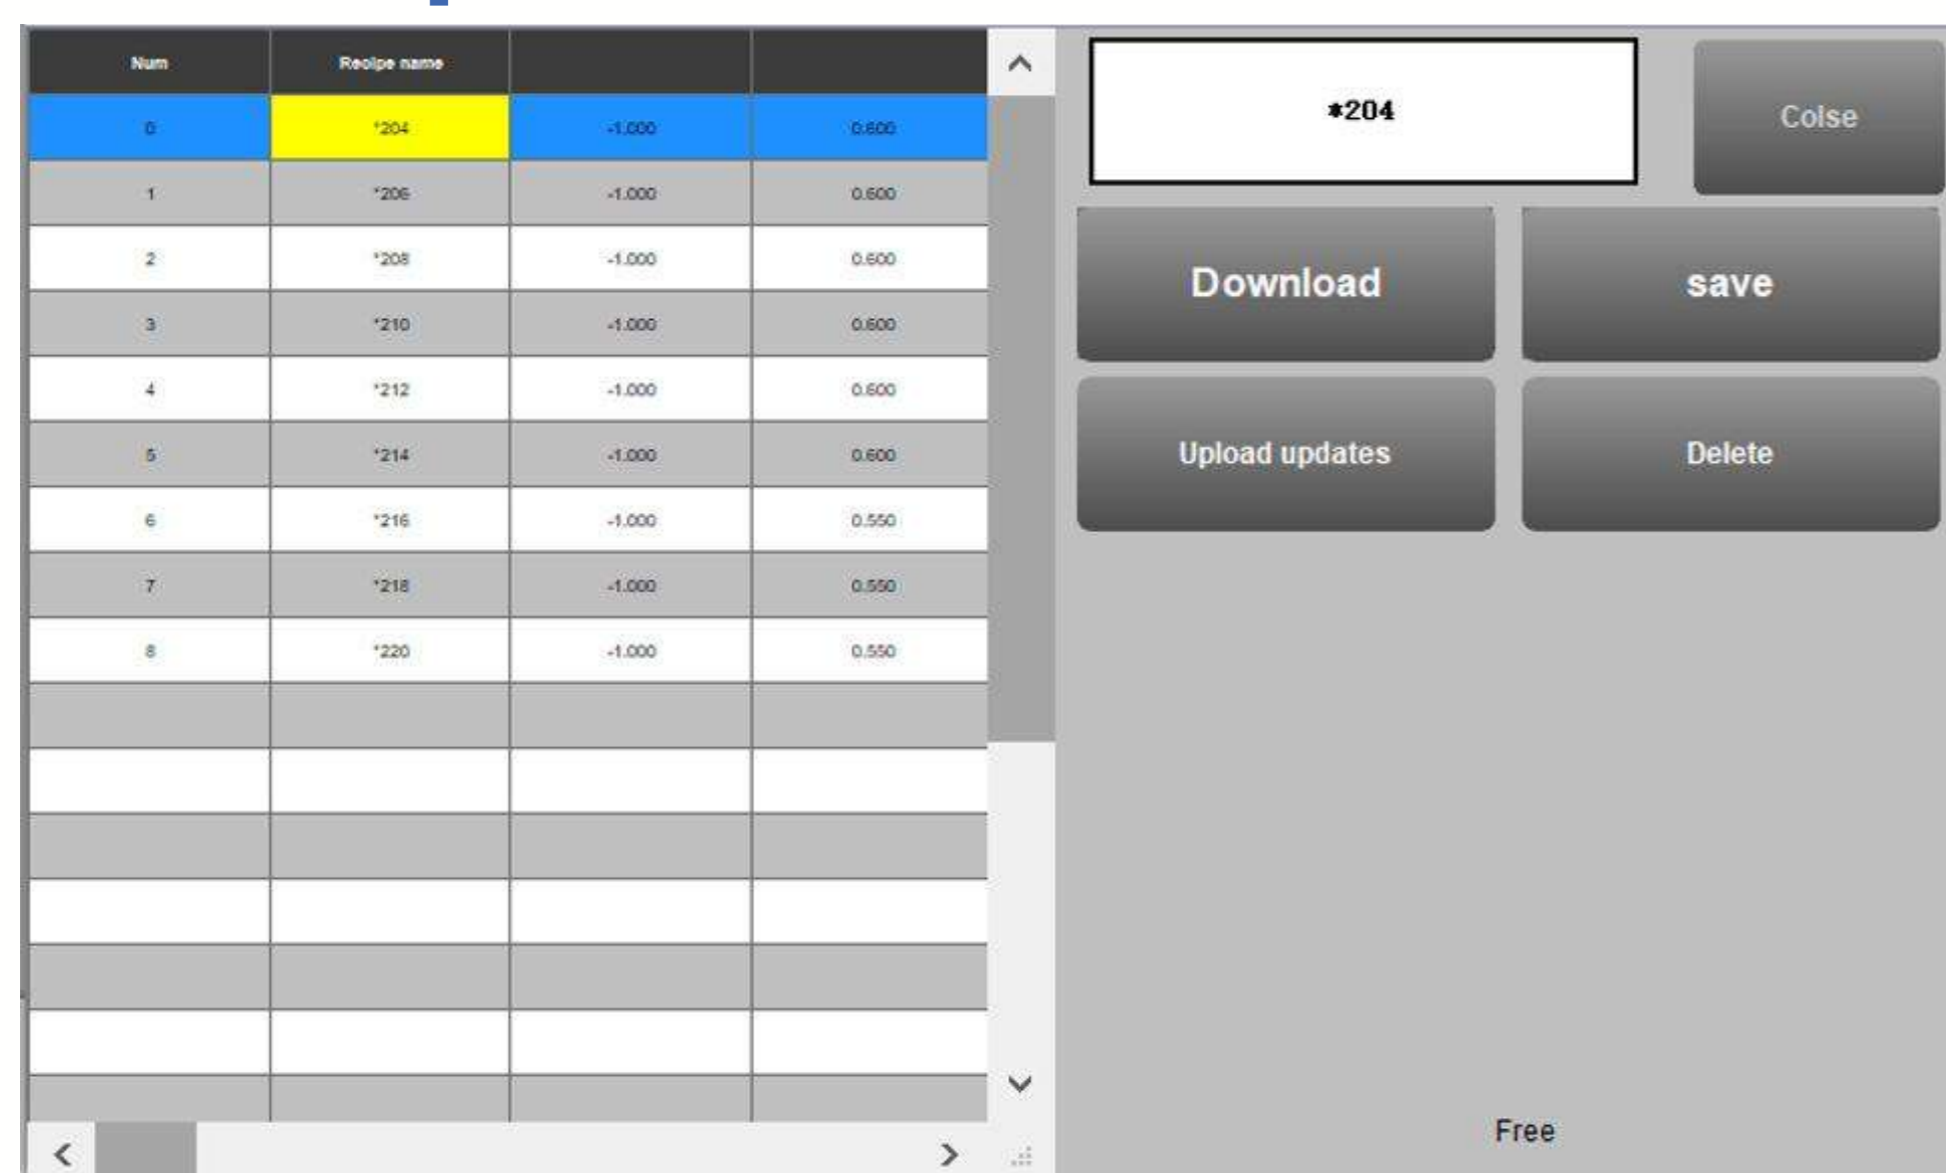 Num Recipe name
0 *204 -1.000 0.600
1 *206 -1.000 0.600
2 *208 -1.000 0.600
3 *210 -1.000 0.600
4 *212 -1.000 0.600
5 *214 -1.000 0.600
6 *216 -1.000 0.550
7 *218 -1.000 0.550
8 *220 -1.000 0.550
*204
Colse
Download
save
Upload updates
Delete
Free